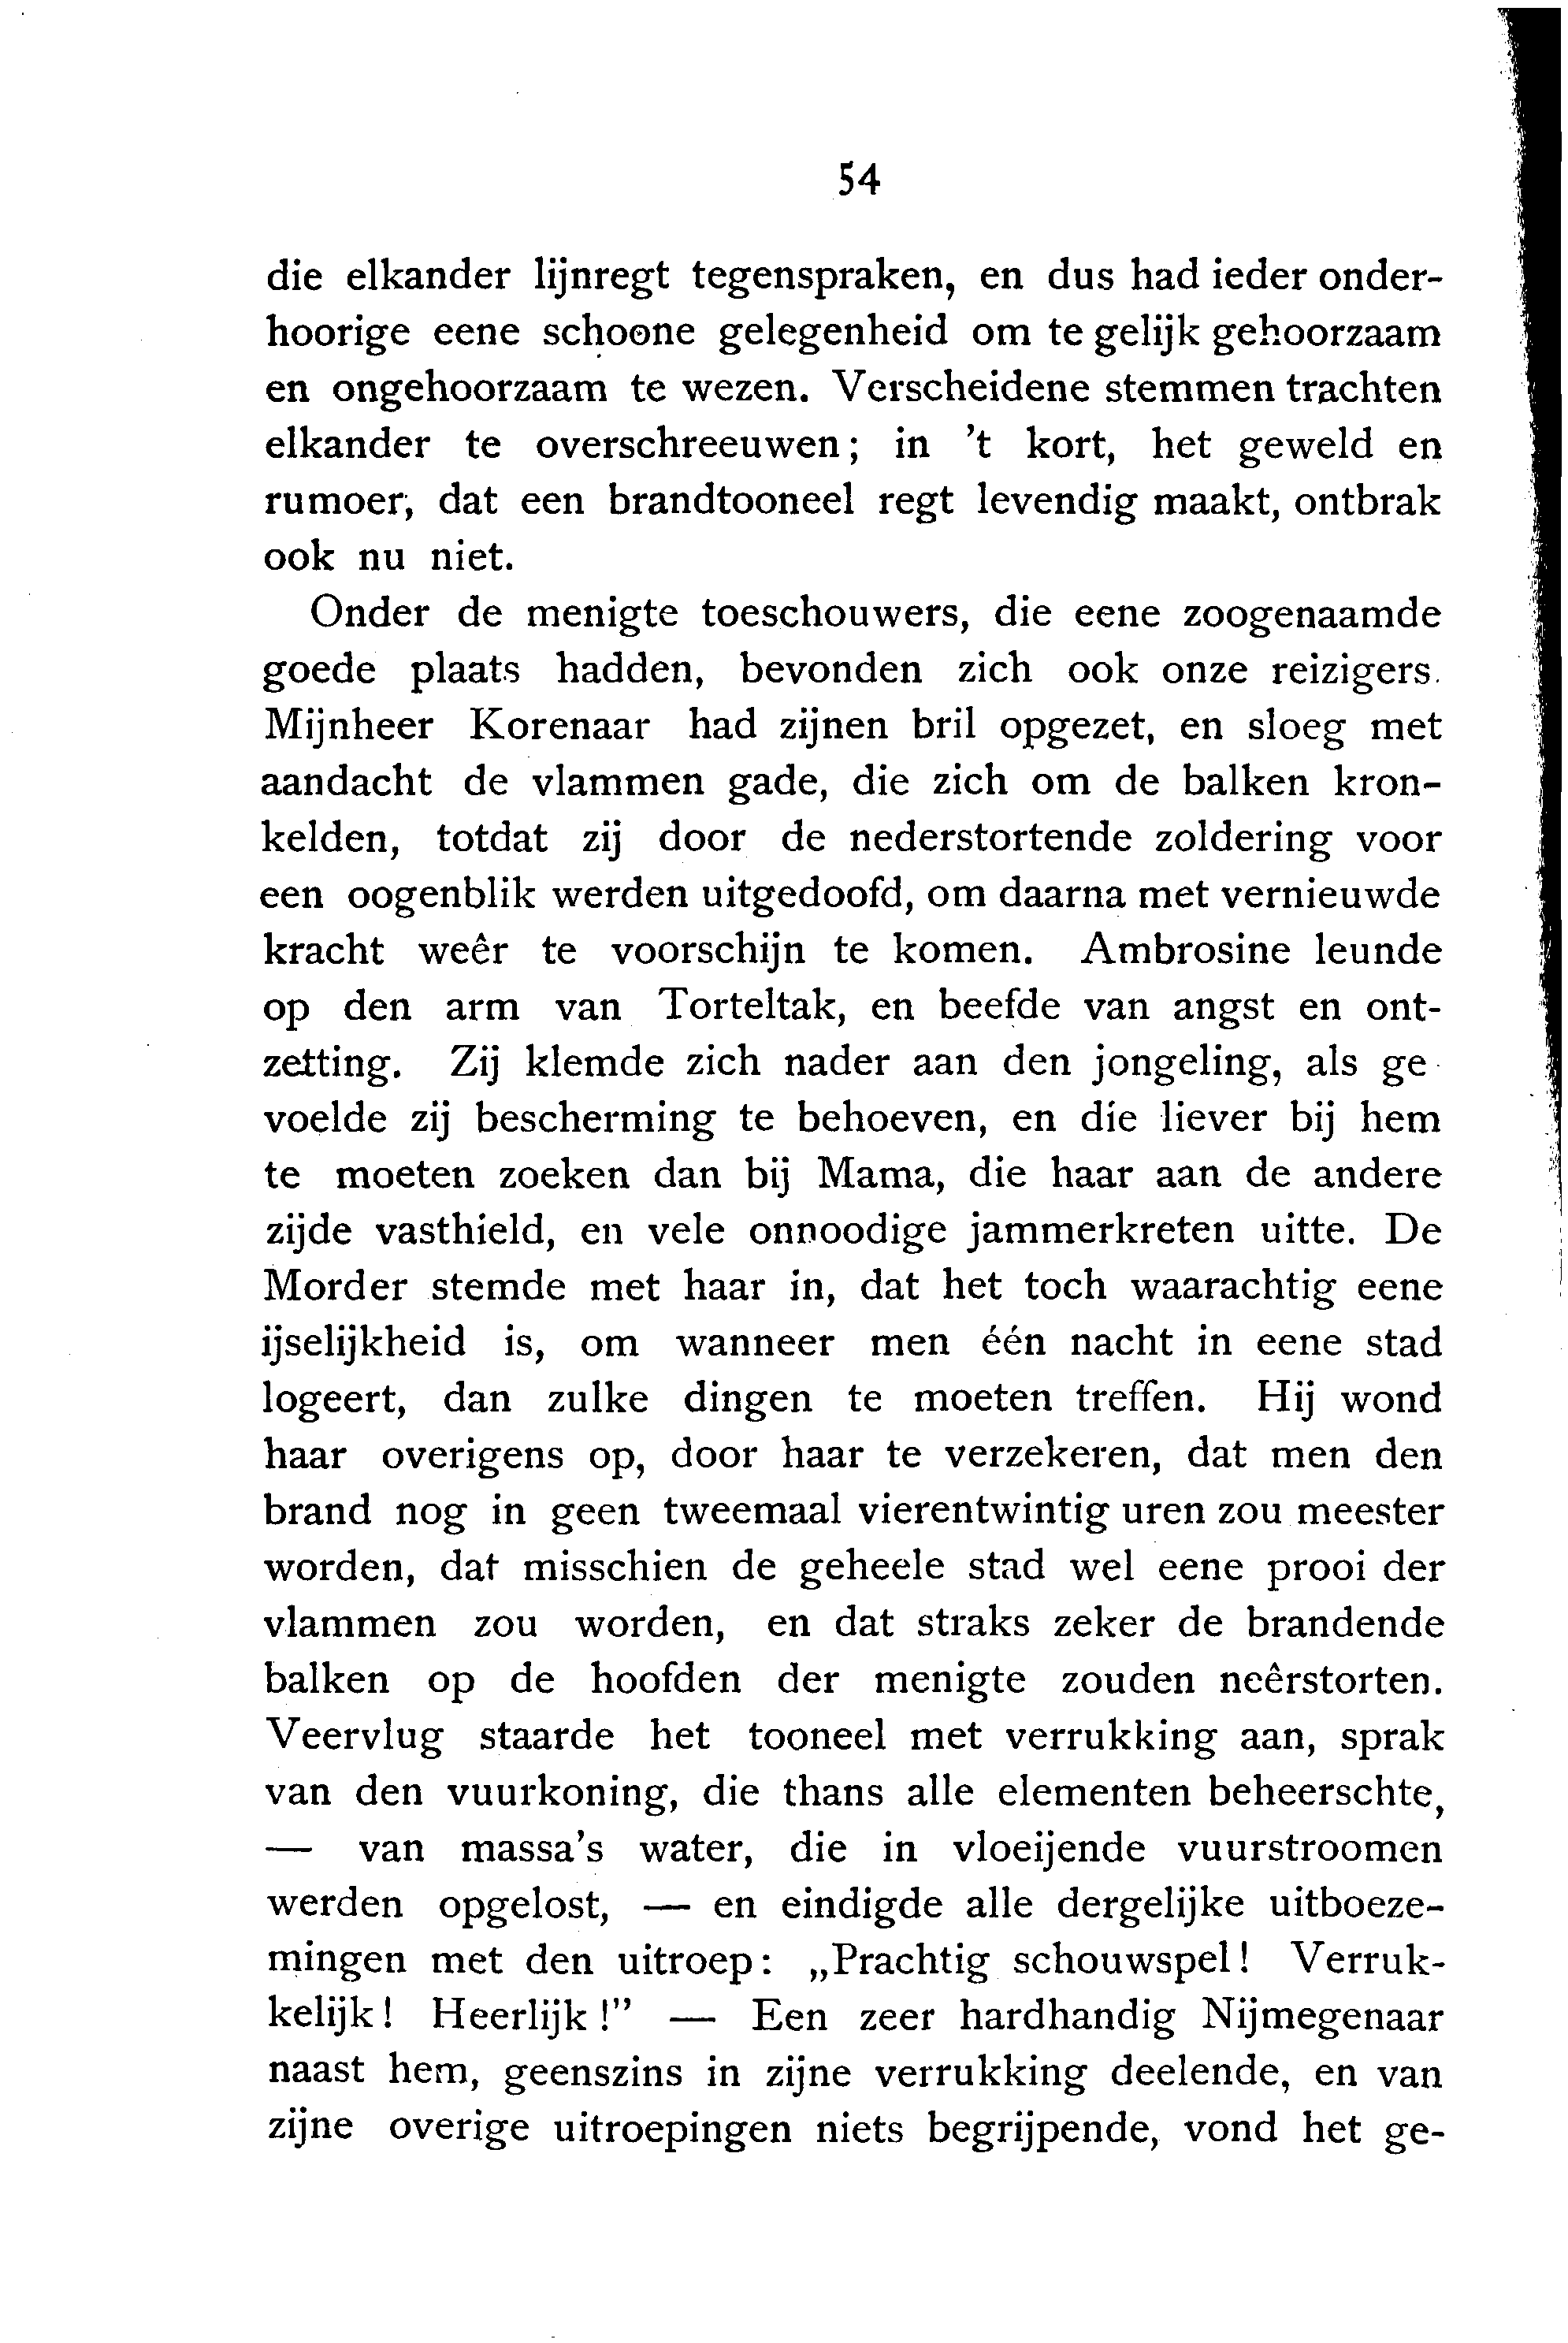 54
die elkander lijnregt tegenspraken, en dus had ieder onder-
hoorige eene schoone gelegenheid om te gelijk gehoorzaam
en ongehoorzaam te wezen. Verscheidene stemmen trachten
elkander te overschreeuwen; in 't kort, het geweld en
rumoer, dat een brandtooneel regt levendig maakt, ontbrak
ook nu niet.
Onder de menigte toeschouwers, die eene zoogenaamde
goede plaats hadden, bevonden zich ook onze reizigers.
Mijnheer Korenaar had zijnen bril opgezet, en sloeg met
aandacht de vlammen gade, die zich om de balken kron-
kelden, totdat zij door de nederstortende zoldering voor
een oogenblik werden uitgedoofd, om daarna met vernieuwde
kracht weêr te voorschijn te komen. Ambrosine leunde
op den arm van Torteltak, en beefde van angst en ont-
zetting. Zij klemde zich nader aan den jongeling, als ge
voelde zij bescherming te behoeven, en die liever bij hem
te moeten zoeken dan bij Mama, die haar aan de andere
zijde vasthield, en vele onnoodige jammerkreten uitte. De
Morder stemde met haar in, dat het toch waarachtig eene
ijselijkheid is, om wanneer men één nacht in eene stad
logeert, dan zulke dingen te moeten treffen. Hij wond
haar overigens op, door haar te verzekeren, dat men den
brand nog in geen tweemaal vierentwintig uren zou meester
worden, dat misschien de geheele stad wel eene prooi der
vlammen zou worden, en dat straks zeker de brandende
balken op de hoofden der menigte zouden neêrstorten.
Veervlug staarde het tooneel met verrukking aan, sprak
van den vuurkoning, die thans alle elementen beheerschte,
— van massa's water, die in vloeijende vuurstroomen
werden opgelost, — en eindigde alle dergelijke uitboeze-
mingen met den uitroep: „Prachtig schouwspel! Verruk-
kelijk! Heerlijk!” — Een zeer hardhandig Nijmegenaar
naast hem, geenszins in zijne verrukking deelende, en van
zijne overige uitroepingen niets begrijpende, vond het ge-